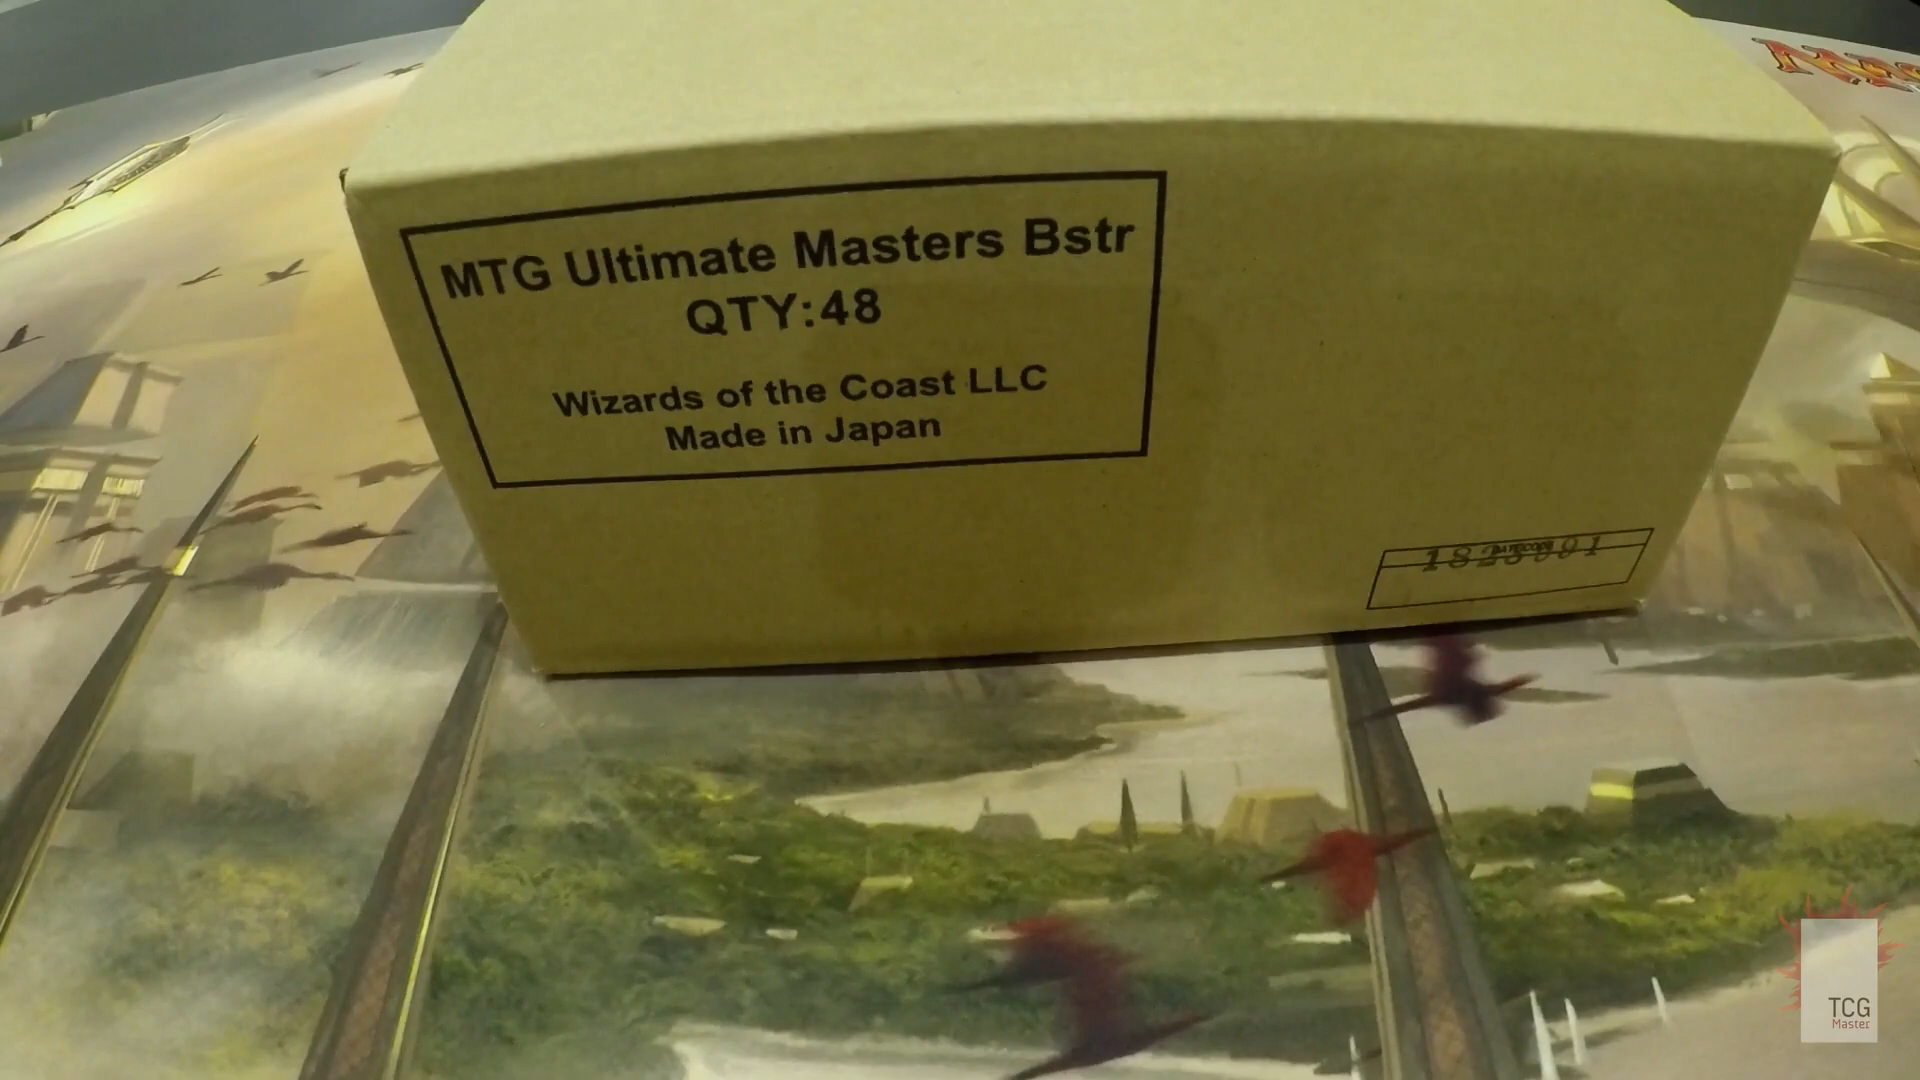 MTG Ultimate Masters Bstr
QTY:48
Wizards of the Coast LLC
Made in Japan
TCG
Master